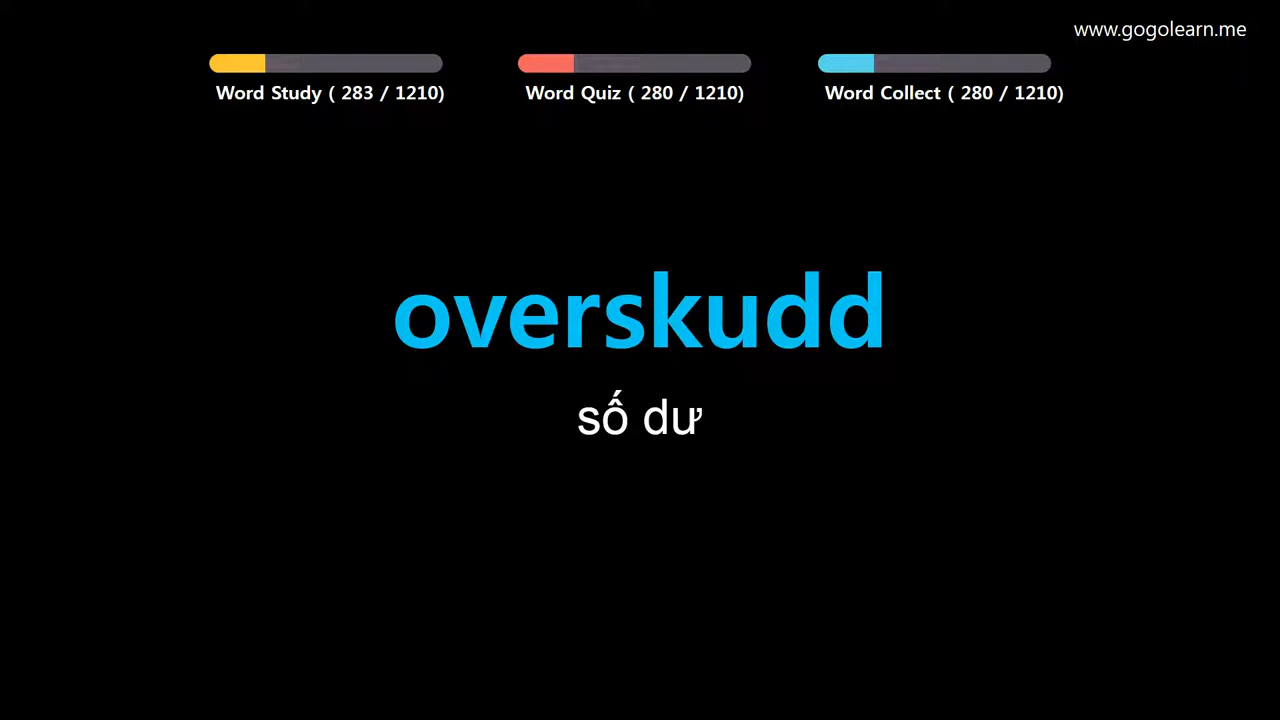 www.gogolearn.me
Word Study ( 283 / 1210)
Word Quiz ( 280 / 1210)
Word Collect ( 280 / 1210)
overskudd
số dư